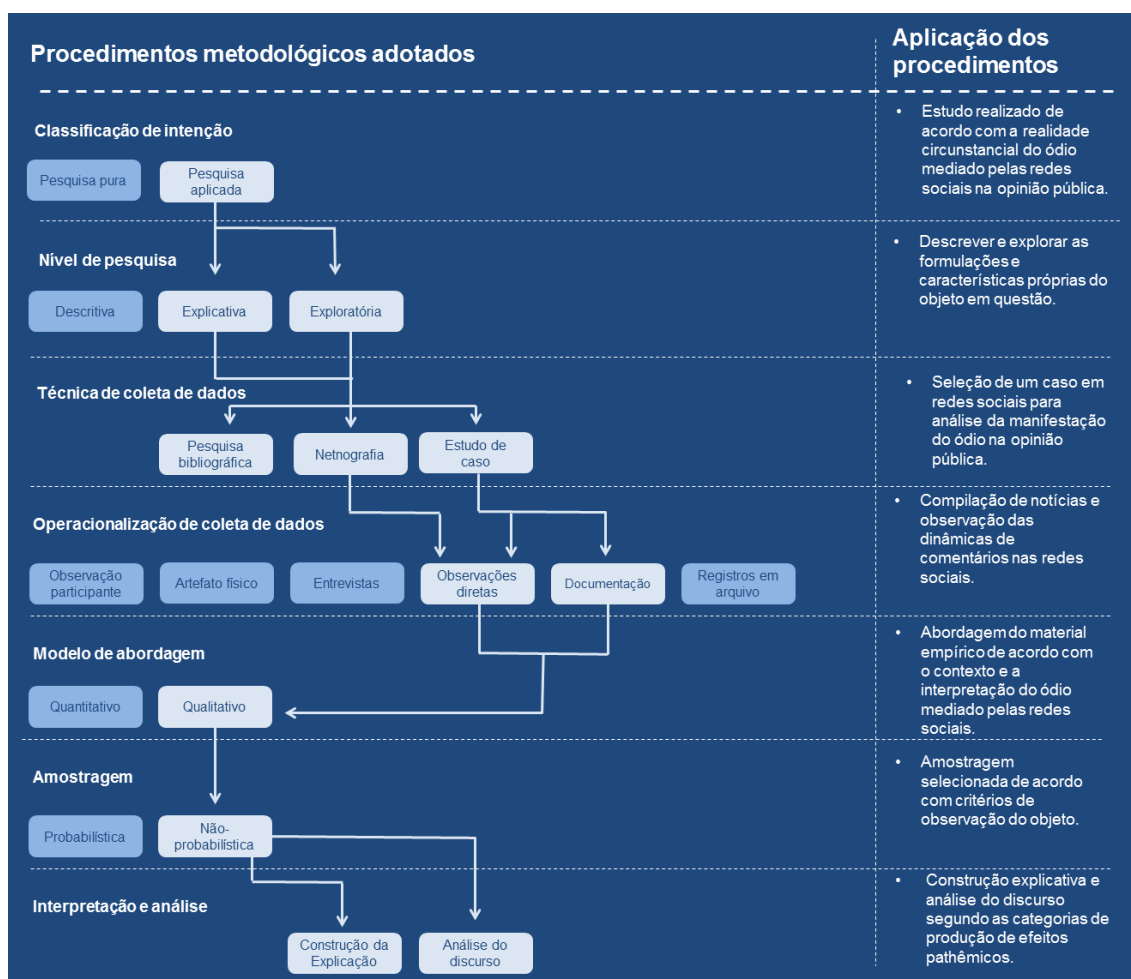 Procedimentos metodológicos adotados
Aplicação dos
procedimentos
Classificação de intenção
Pesquisa pura
Pesquisa
aplicada
• Estudo realizado de
acordo com a realidade
circunstancial do ódio
mediado pelas redes
sociais na opinião pública.
Nível de pesquisa
Descritiva
Explicativa
Exploratória
• Descrever e explorar as
formulações e
características próprias do
objeto em questão.
Técnica de coleta de dados
Pesquisa
bibliográfica
Netnografia
Estudo de
caso
• Seleção de um caso em
redes sociais para
análise da manifestação
do ódio na opinião
pública.
Operacionalização de coleta de dados
Observação
participante
Artefato físico
Entrevistas
Observações
diretas
Documentação
Registros em
arquivo
• Compilação de notícias e
observação das
dinâmicas de
comentários nas redes
sociais.
Modelo de abordagem
Quantitativo
Qualitativo
• Abordagem do material
empírico de acordo com
o contexto e a
interpretação do ódio
mediado pelas redes
sociais.
Amostragem
Probabilística
Não-
probabilística
• Amostragem
selecionada de acordo
com critérios de
observação do objeto.
Interpretação e análise
Construção da
Explicação
Análise do
discurso
• Construção explicativa e
análise do discurso
segundo as categorias de
produção de efeitos
pathêmicos.